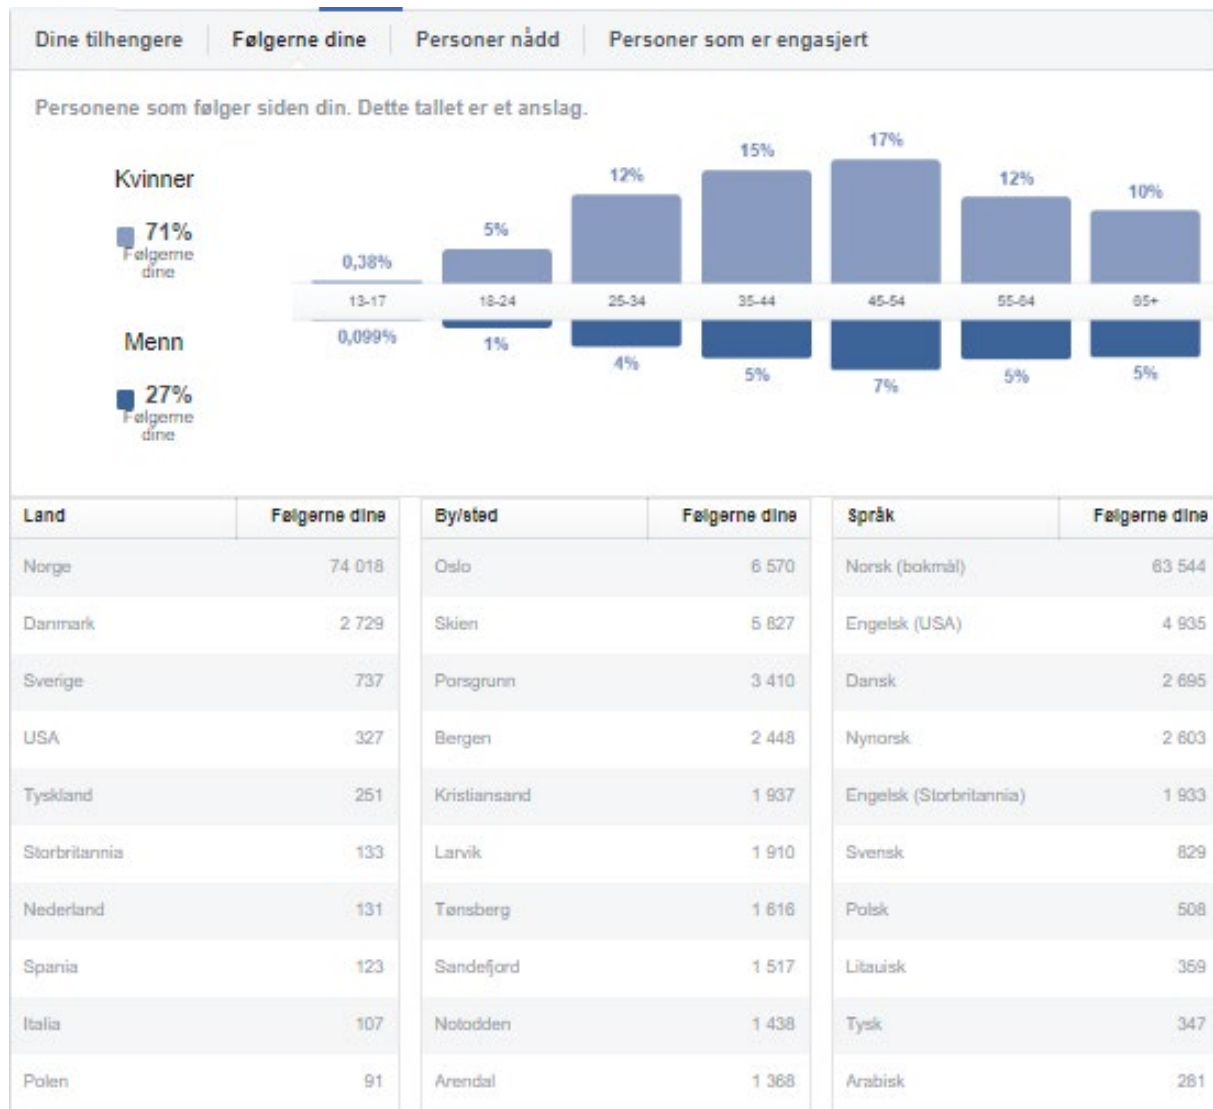 Dine tilhengere Følgerne dine Personer nådd Personer som er engasjert
Personene som følger siden din. Dette tallet er et anslag.
Kvinner
71%
Følgerne
dine
0,38% 5% 12% 15% 17% 12% 10%
13-17 18-24 25-34 35-44 45-54 55-64 65+
0,099% 1% 4% 5% 7% 5% 5%
Menn
27%
Følgerne
dine
Land Følgerne dine By/sted Følgerne dine Språk Følgerne dine
Norge 74 018 Oslo 6 570 Norsk (bokmål) 63 544
Danmark 2 729 Skien 5 827 Engelsk (USA) 4 935
Sverige 737 Porsgrunn 3 410 Dansk 2 695
USA 327 Bergen 2 448 Nynorsk 2 603
Tyskland 251 Kristiansand 1 937 Engelsk (Storbritannia) 1 933
Storbritannia 133 Larvik 1 910 Svensk 829
Nederland 131 Tønsberg 1 616 Polsk 508
Spania 123 Sandefjord 1 517 Litauisk 359
Italia 107 Notodden 1 438 Tysk 347
Polen 91 Arendal 1 368 Arabisk 281